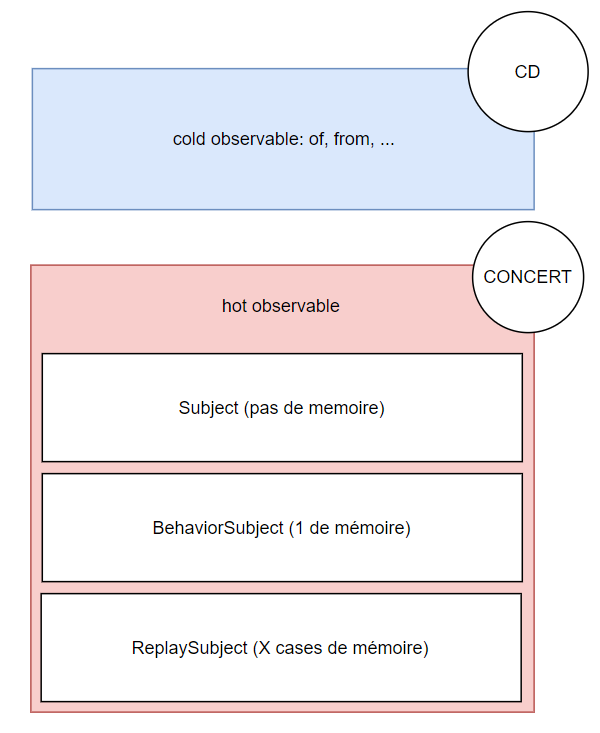 CD
cold observable: of, from, ...
CONCERT
hot observable
Subject (pas de memoire)
BehaviorSubject (1 de mémoire)
ReplaySubject (X cases de mémoire)